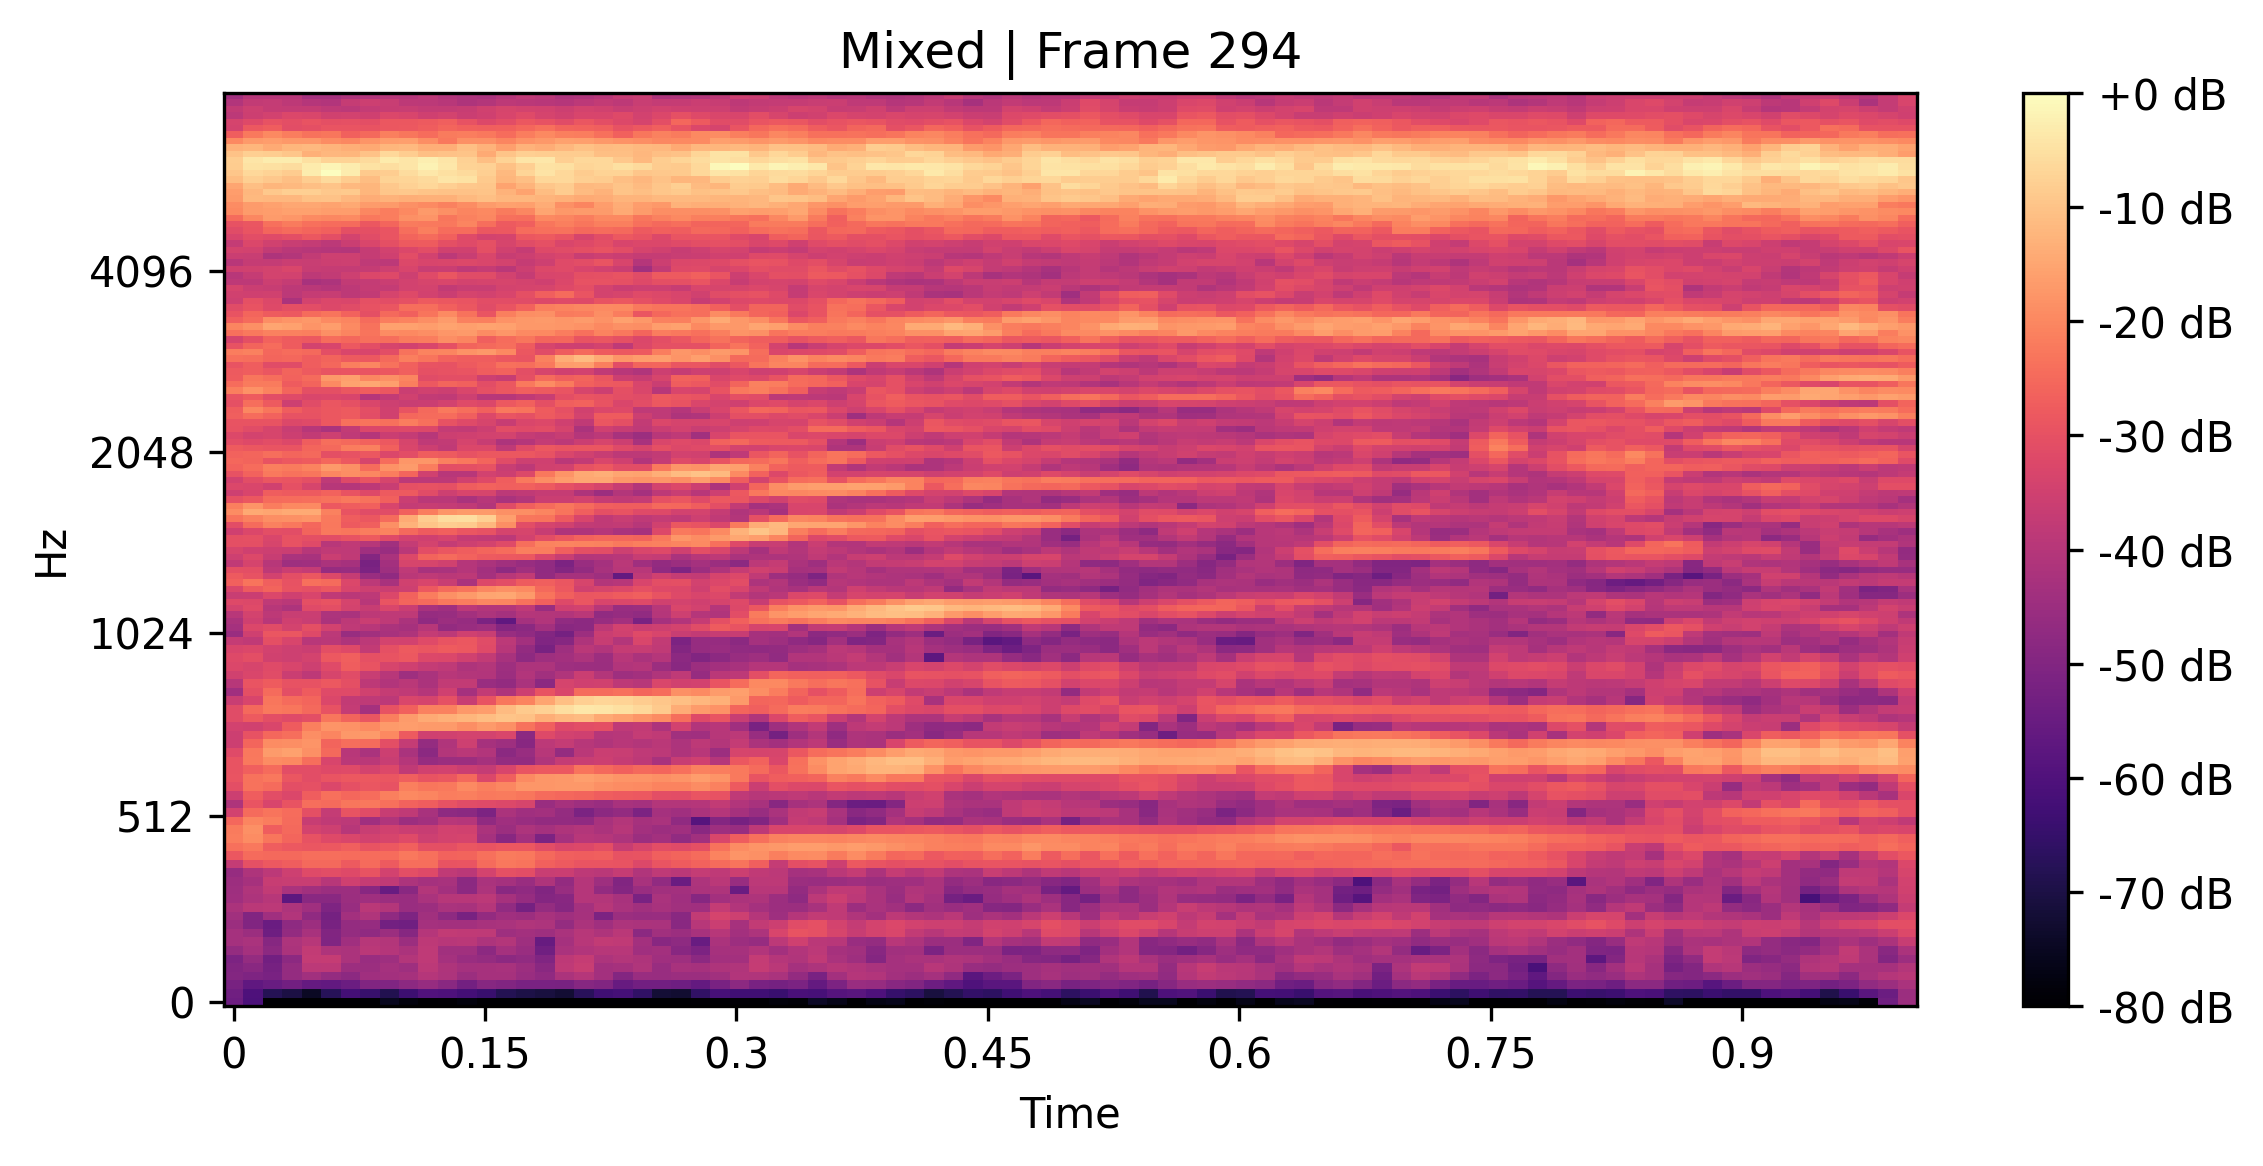 Mixed | Frame 294
Hz
4096
2048
1024
512
0
0 0.15 0.3 0.45 0.6 0.75 0.9
Time
+0 dB
-10 dB
-20 dB
-30 dB
-40 dB
-50 dB
-60 dB
-70 dB
-80 dB